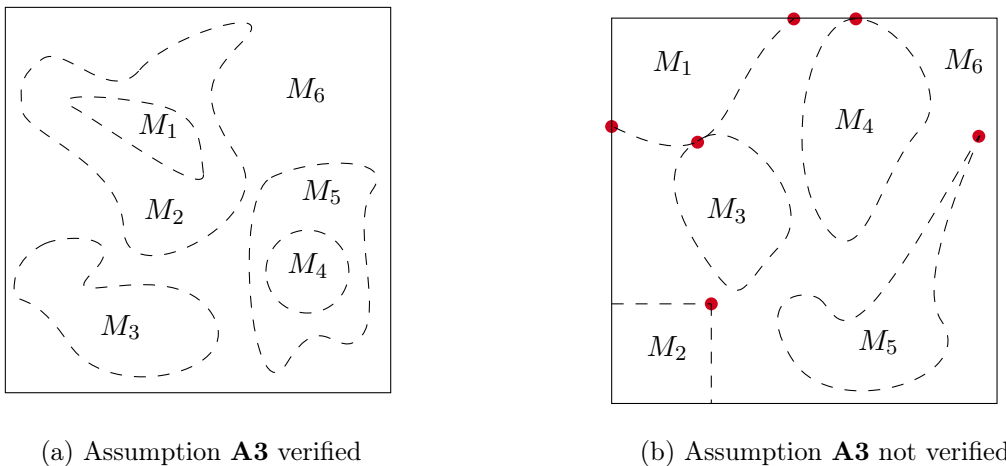 M₆
M₁
M₅
M₂
M₄
M₃
(a) Assumption A3 verified
M₁
M₆
M₄
M₃
M₂
M₅
(b) Assumption A3 not verified